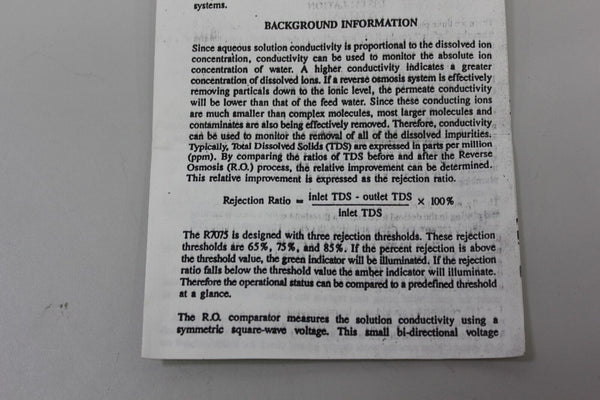 systems.
BACKGROUND INFORMATION
Since aqueous solution conductivity is proportional to the dissolved ion
concentration, conductivity can be used to monitor the absolute ion
concentration of water. A higher conductivity indicates a greater
concentration of dissolved ions. If a reverse osmosis system is effectively
removing particals down to the ionic level, the permeate conductivity
will be lower than that of the feed water. Since these conducting ions
are much smaller than complex molecules, most larger molecules and
contaminates are also being effectively removed. Therefore, conductivity
can be used to monitor the removal of all of the dissolved impurities.
Typically, Total Dissolved Solids (TDS) are expressed in parts per million
(ppm). By comparing the ratios of TDS before and after the Reverse
Osmosis (R.O.) process, the relative improvement can be determined.
This relative improvement is expressed as the rejection ratio.
Rejection Ratio = inlet TDS - outlet TDS × 100%
inlet TDS
The R7075 is designed with three rejection thresholds. These rejection
thresholds are 65%, 75%, and 85%. If the percent rejection is above
the threshold value, the green indicator will be illuminated. If the rejection
ratio falls below the threshold value the amber indicator will illuminate.
Therefore the operational status can be compared to a predefined threshold
at a glance.
The R.O. comparator measures the solution conductivity using a
symmetric square-wave voltage. This small bi-directional voltage